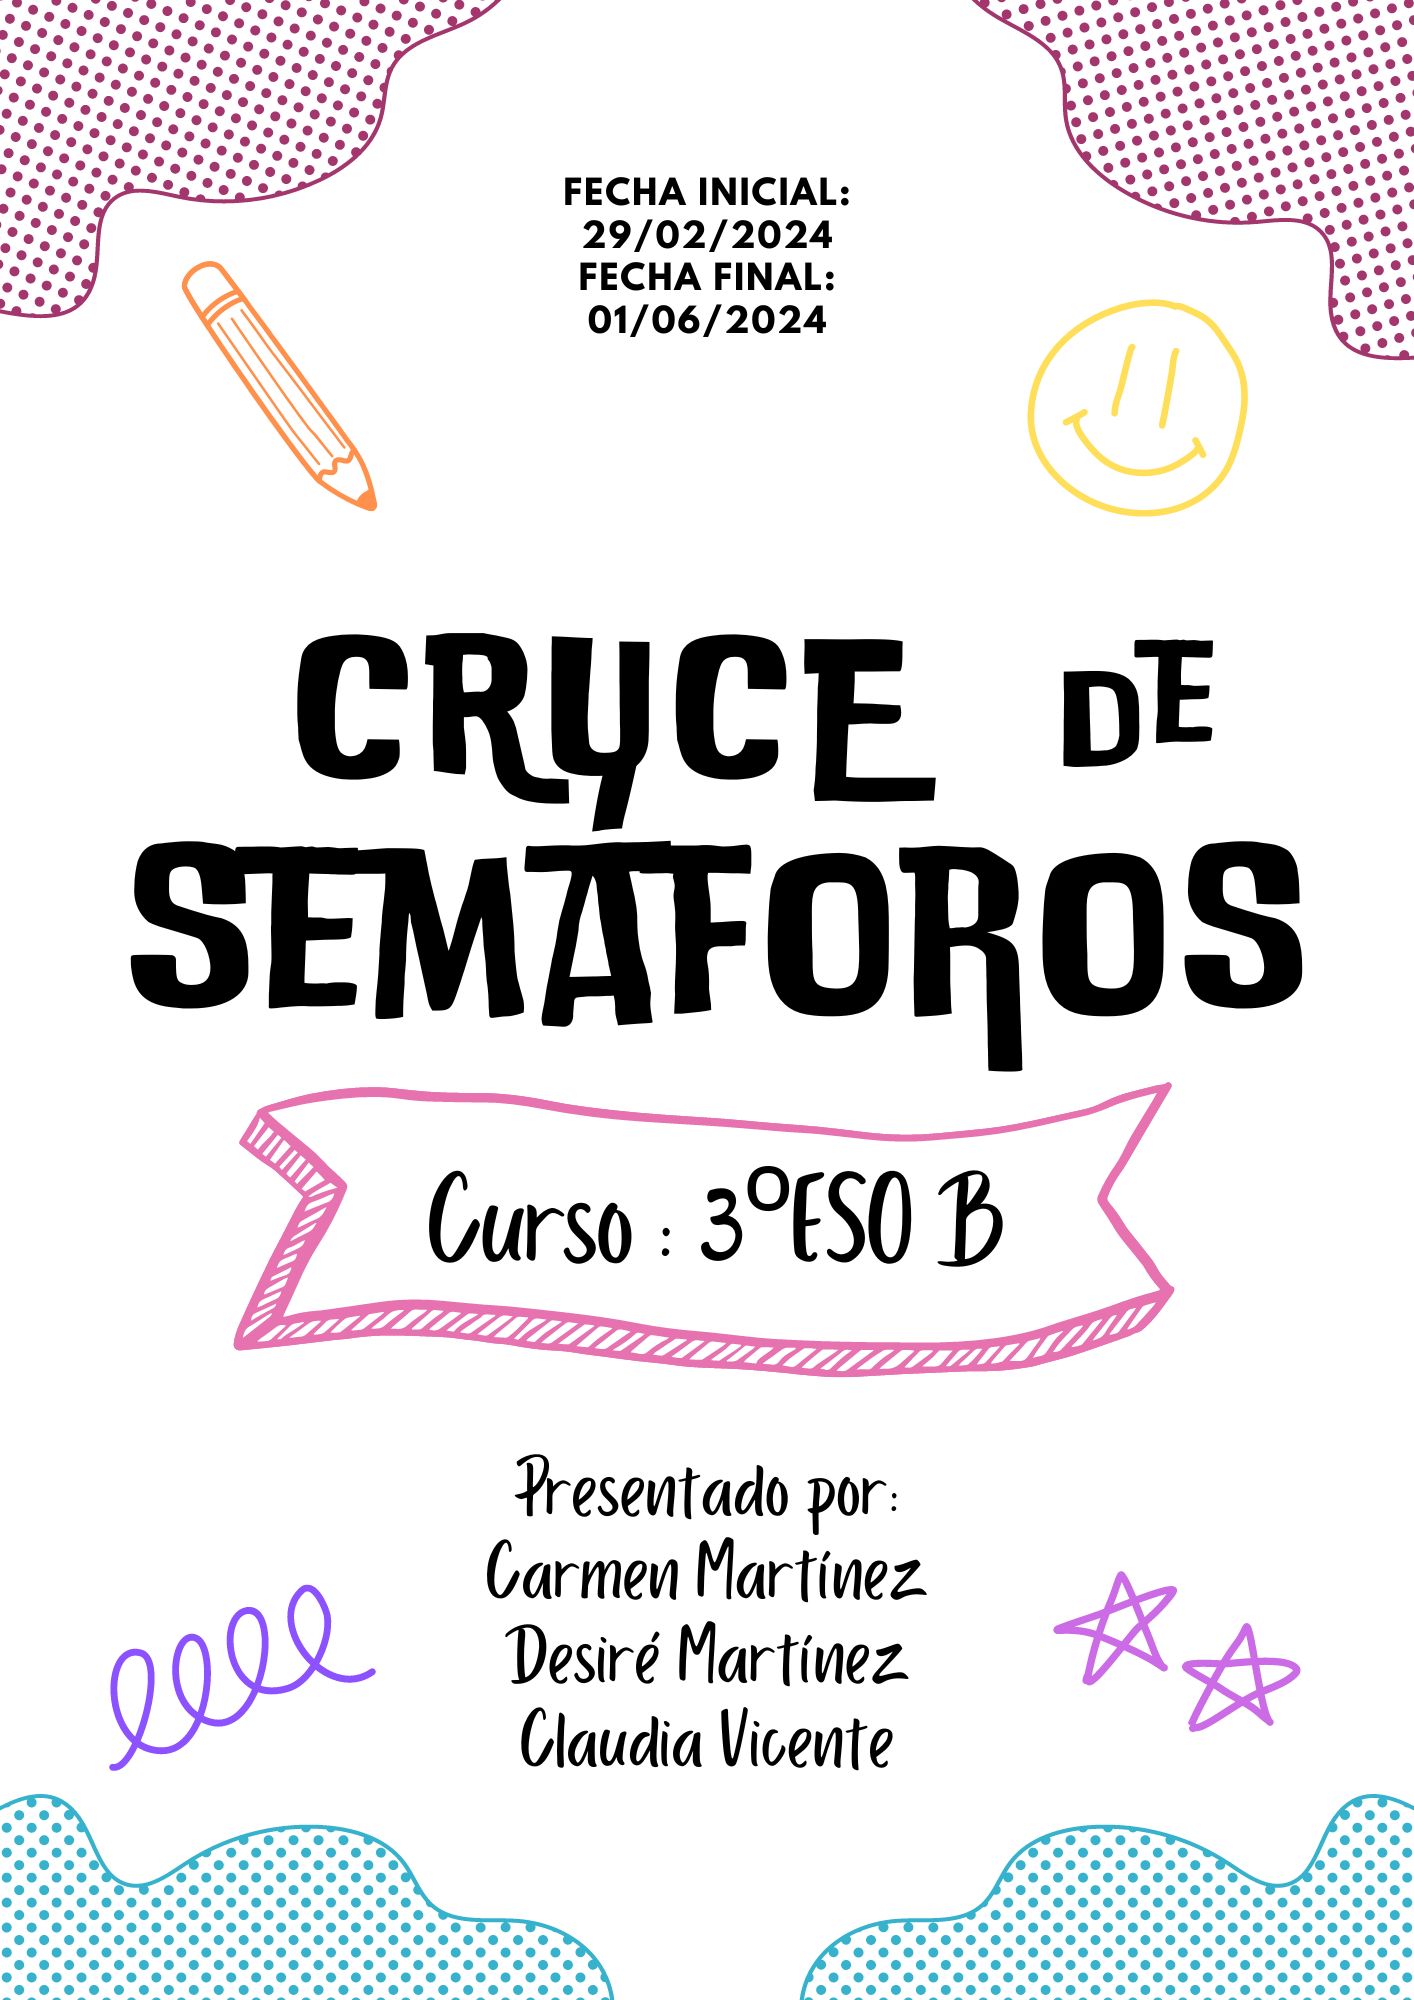 FECHA INICIAL:
29/02/2024
FECHA FINAL:
01/06/2024
CRUCE DE
SEMAFOROS
Curso : 3ºESO B
Presentado por:
Carmen Martínez
Desiré Martínez
Claudia Vicente